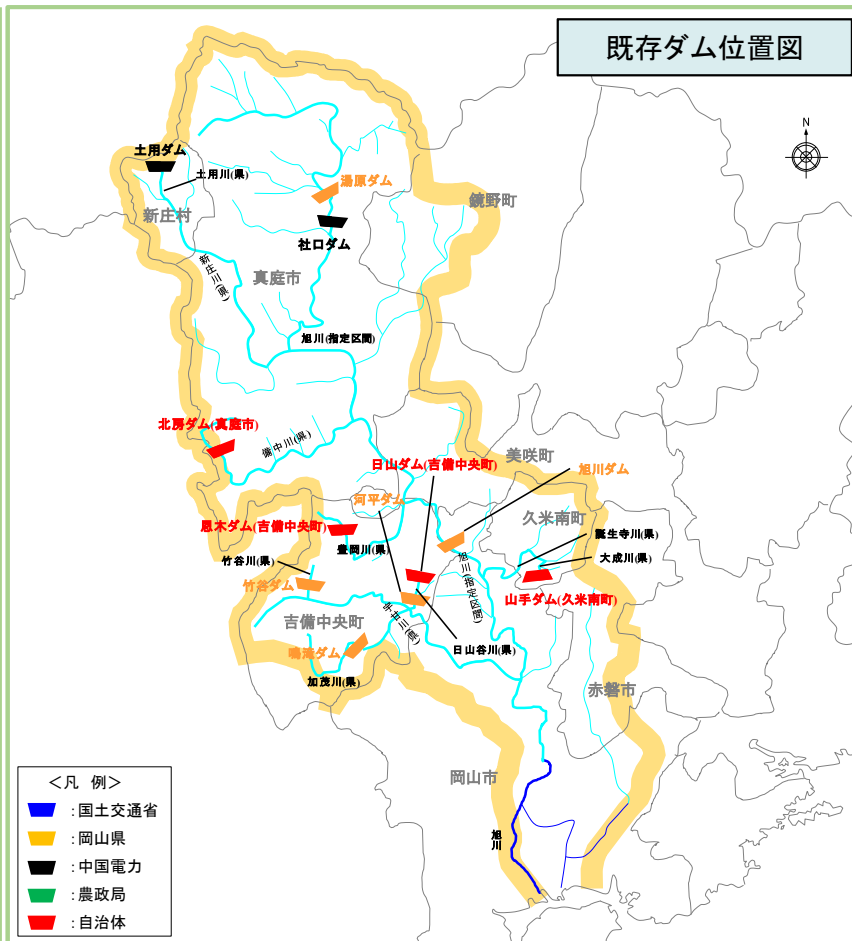 既存ダム位置図
N
土用ダム
土用川(県)
湯原ダム
鏡野町
新庄村
社口ダム
新庄川(県)
真庭市
旭川(指定区間)
北房ダム(真庭市)
備中川(県)
美咲町
日山ダム(吉備中央町)
旭川ダム
河平ダム
久米南町
恩木ダム(吉備中央町)
誕生寺川(県)
豊岡川(県)
大成川(県)
竹谷川(県)
旭川(指定区間)
竹谷ダム
山手ダム(久米南町)
吉備中央町
宇甘川(県)
日山谷川(県)
鳴滝ダム
加茂川(県)
赤磐市
岡山市
旭川
<凡 例>
:国土交通省
:岡山県
:中国電力
:農政局
:自治体